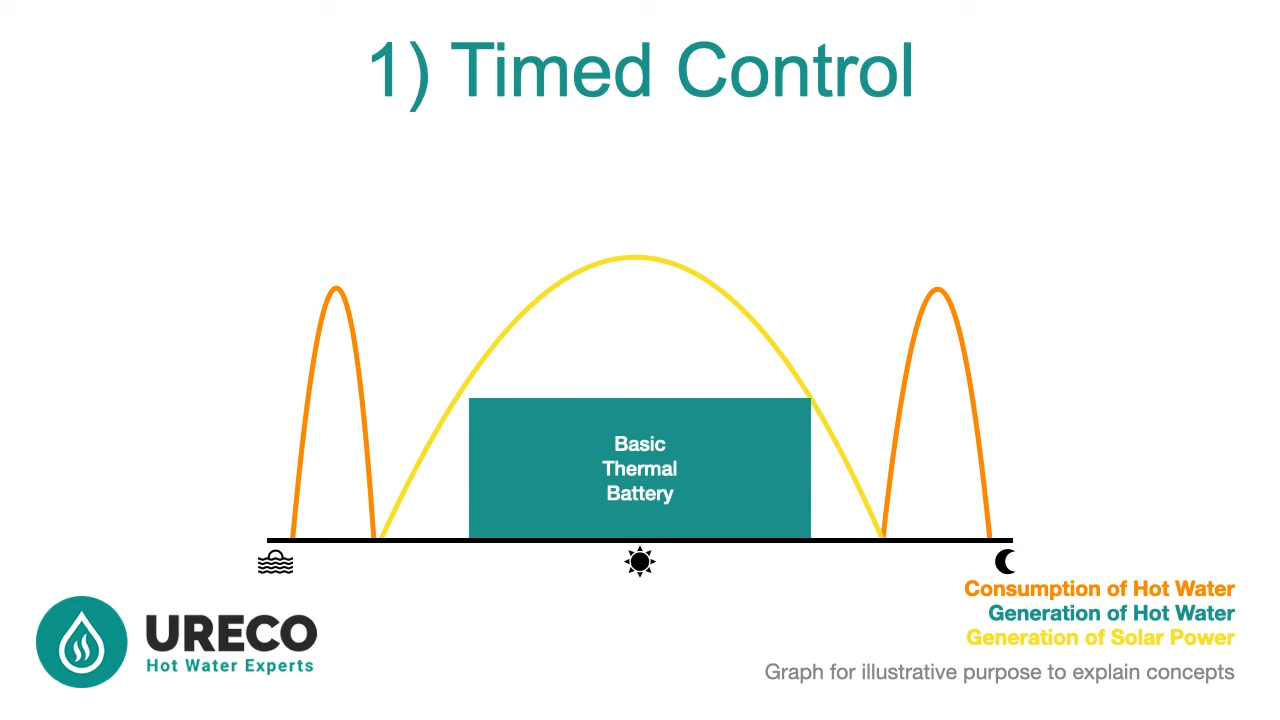 1) Timed Control
Basic
Thermal
Battery
Consumption of Hot Water
Generation of Hot Water
Generation of Solar Power
Graph for illustrative purpose to explain concepts
URECO
Hot Water Experts